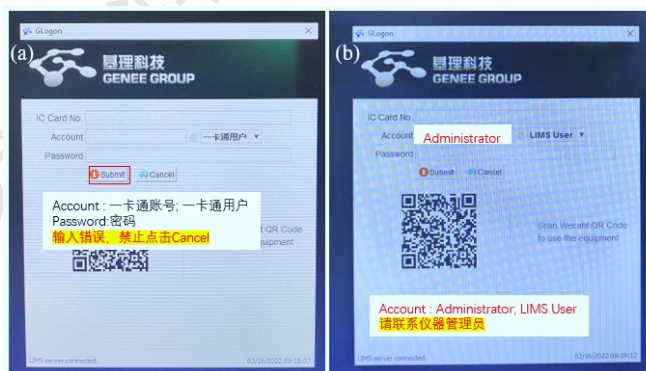 (a)
GLogon
基理科技
GENEE GROUP
IC Card No.
Account
一卡通用户
Password
Submit
Cancel
Account : 一卡通账号; 一卡通用户
Password:密码
输入错误，禁止点击Cancel
QR Code
LIMS server connected.
02/16/2022 09:18:07
(b)
GLogon
基理科技
GENEE GROUP
IC Card No.
Account
Administrator
LIMS User
Password
Submit
Cancel
Scan Wecaht QR Code
to use the equipment
Account : Administrator; LIMS User
请联系仪器管理员
LIMS server connected.
02/16/2022 09:19:12